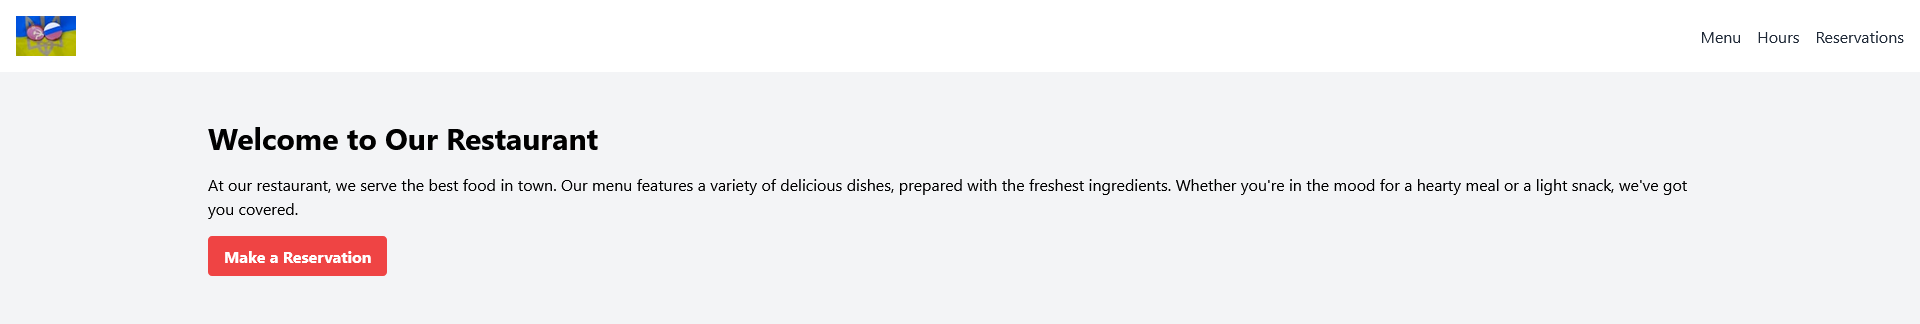 Menu Hours Reservations
Welcome to Our Restaurant
At our restaurant, we serve the best food in town. Our menu features a variety of delicious dishes, prepared with the freshest ingredients. Whether you're in the mood for a hearty meal or a light snack, we've got
you covered.
Make a Reservation